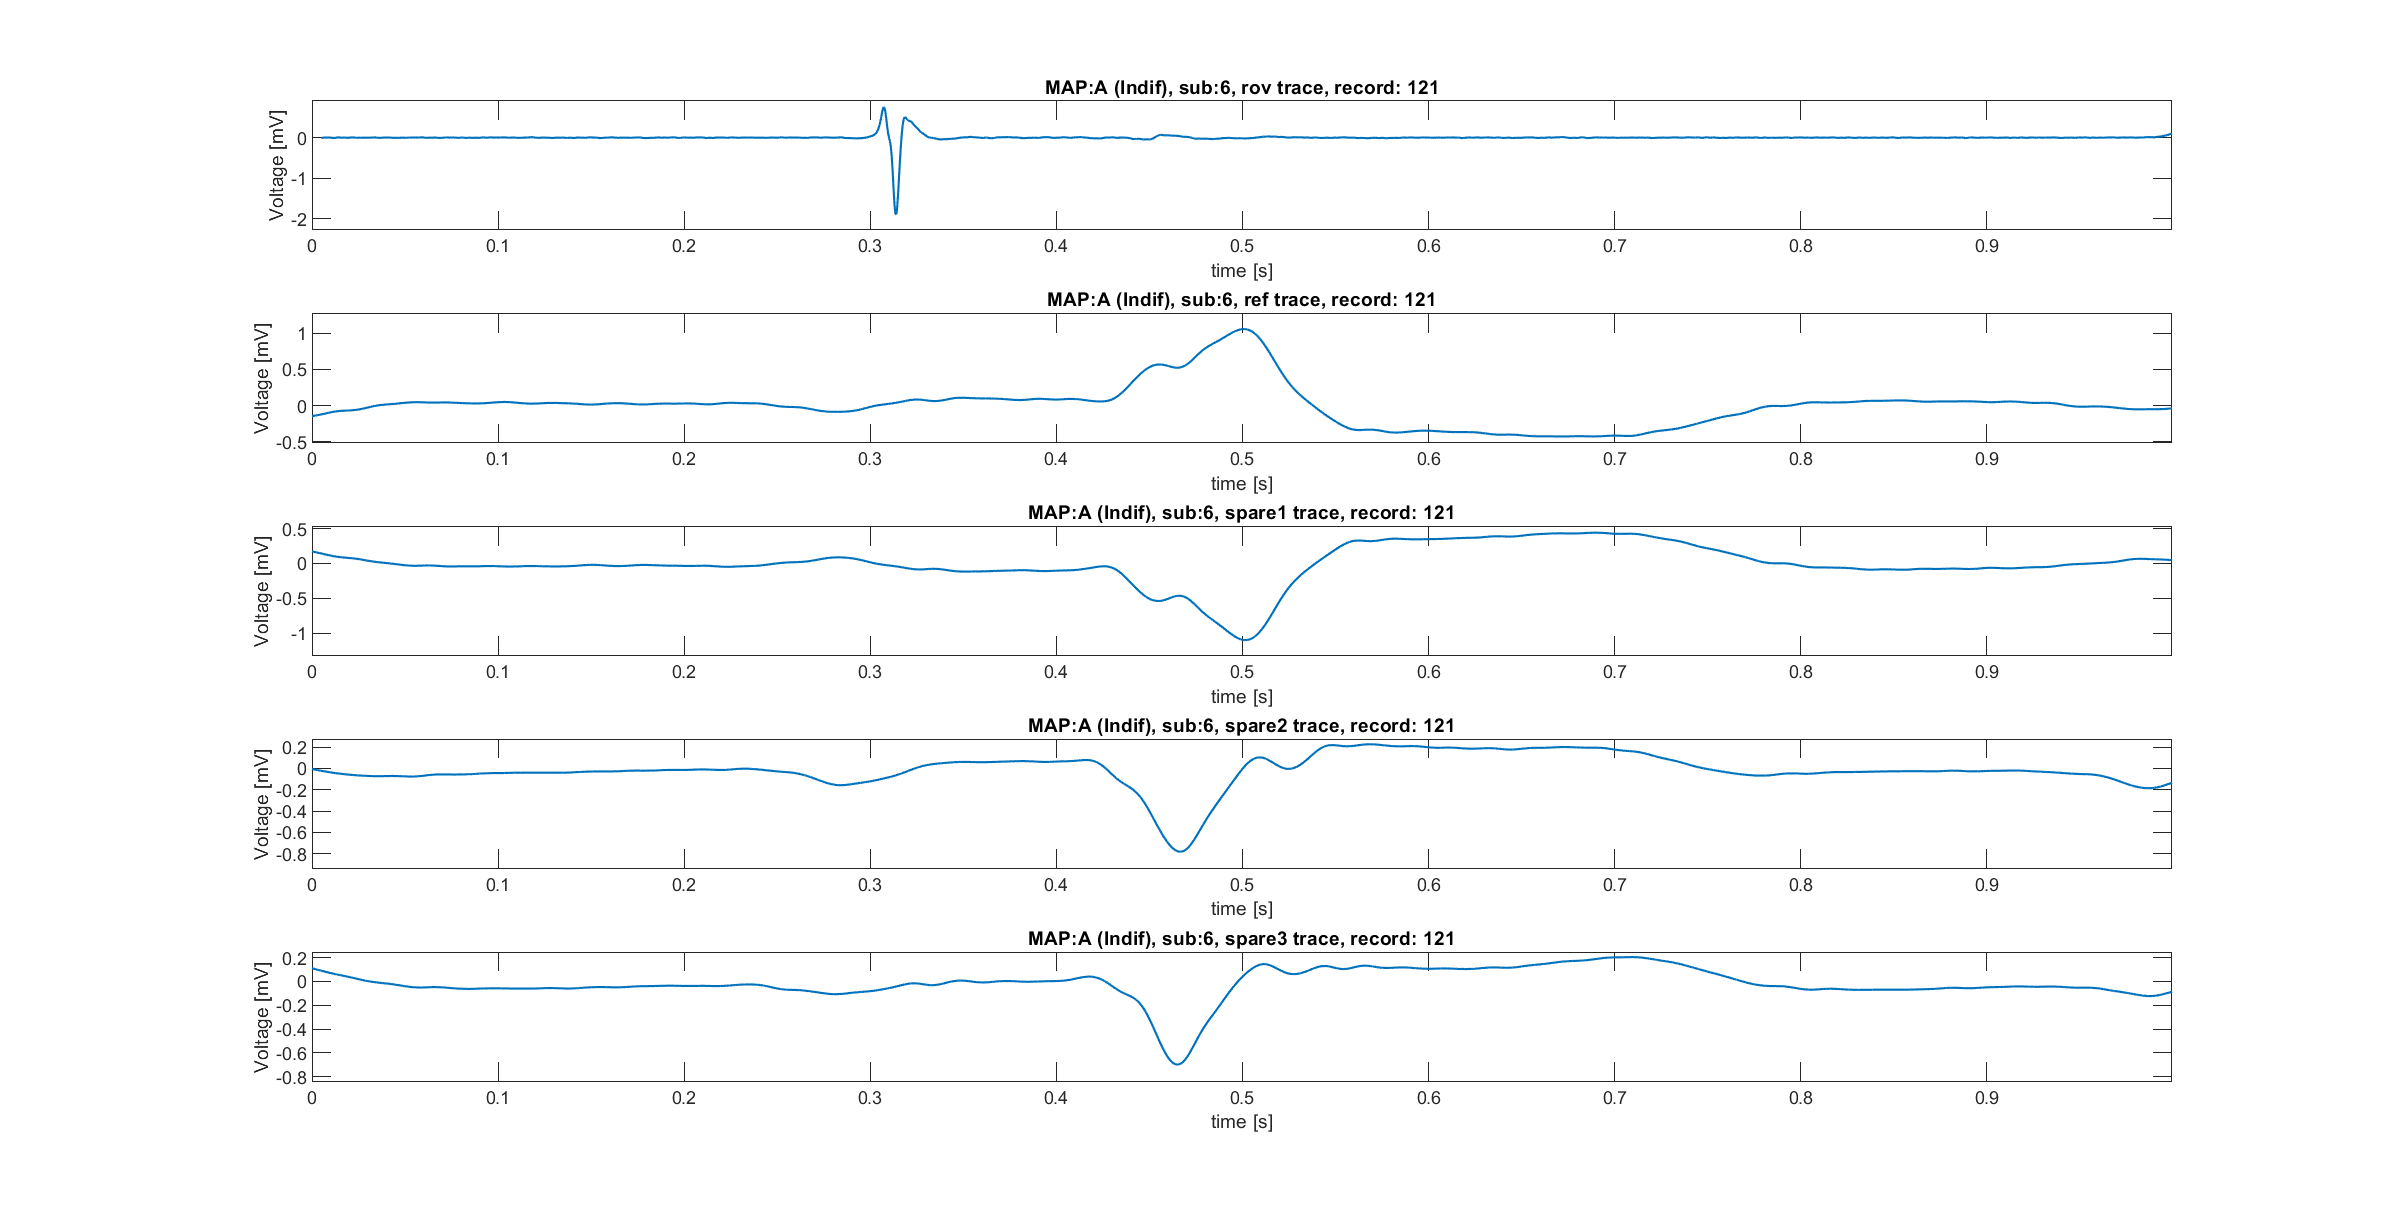 MAP:A (Indif), sub:6, rov trace, record: 121
Voltage [mV]
0
-1
-2
0 0.1 0.2 0.3 0.4 0.5 0.6 0.7 0.8 0.9
time [s]
MAP:A (Indif), sub:6, ref trace, record: 121
Voltage [mV]
1
0.5
0
-0.5
0 0.1 0.2 0.3 0.4 0.5 0.6 0.7 0.8 0.9
time [s]
MAP:A (Indif), sub:6, spare1 trace, record: 121
Voltage [mV]
0.5
0
-0.5
-1
0 0.1 0.2 0.3 0.4 0.5 0.6 0.7 0.8 0.9
time [s]
MAP:A (Indif), sub:6, spare2 trace, record: 121
Voltage [mV]
0.2
0
-0.2
-0.4
-0.6
-0.8
0 0.1 0.2 0.3 0.4 0.5 0.6 0.7 0.8 0.9
time [s]
MAP:A (Indif), sub:6, spare3 trace, record: 121
Voltage [mV]
0.2
0
-0.2
-0.4
-0.6
-0.8
0 0.1 0.2 0.3 0.4 0.5 0.6 0.7 0.8 0.9
time [s]